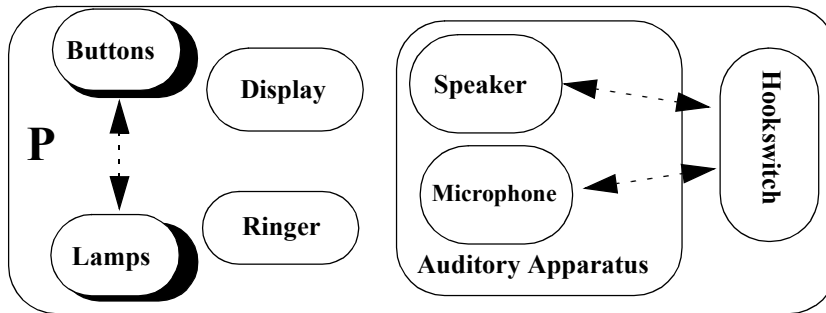 Buttons
Display
P
Lamps
Ringer
Speaker
Microphone
Auditory Apparatus
Hookswitch